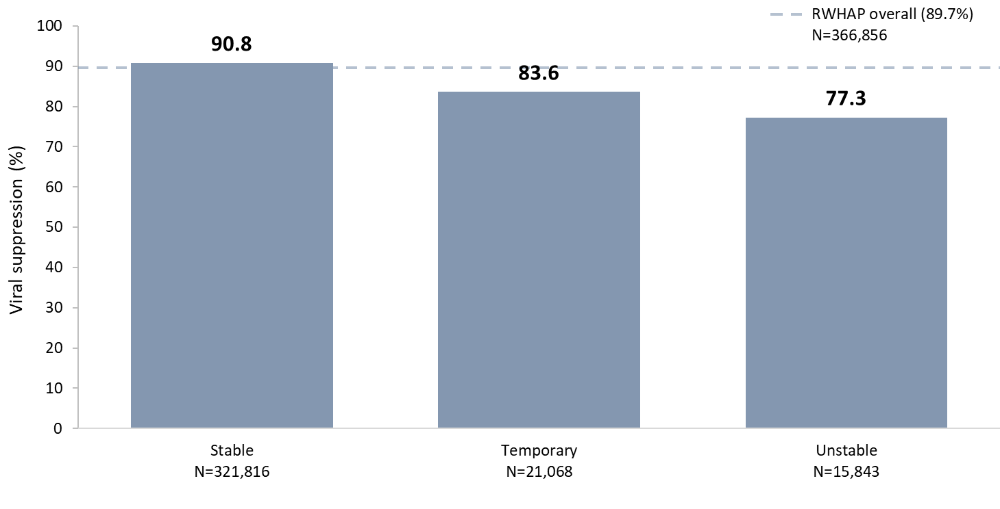 RWHAP overall (89.7%)
N=366,856
Viral suppression (%)
100
90
80
70
60
50
40
30
20
10
0
90.8
83.6
77.3
Stable
N=321,816
Temporary
N=21,068
Unstable
N=15,843